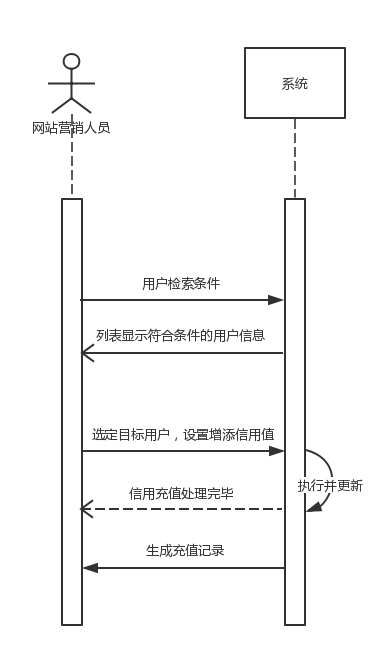 网站营销人员
系统
用户检索条件
列表显示符合条件的用户信息
选定目标用户，设置增添信用值
执行并更新
信用充值处理完毕
生成充值记录